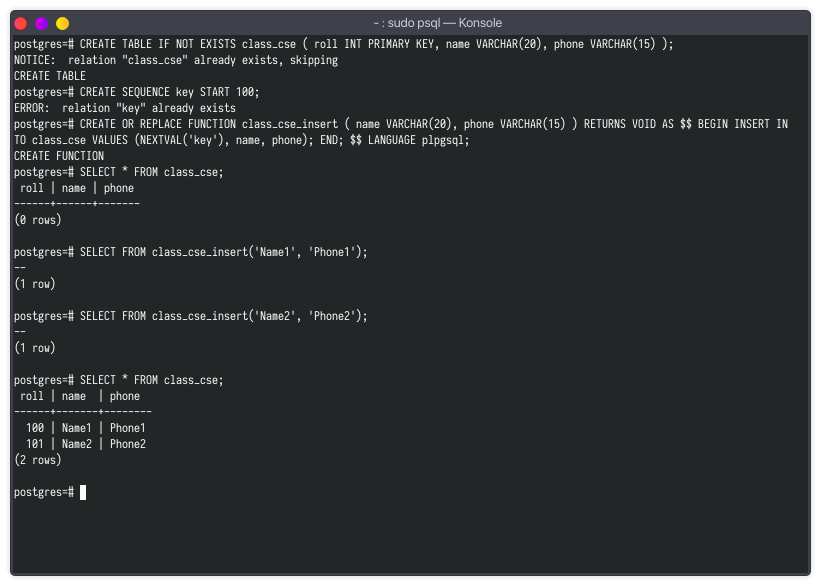 ~ : sudo psql — Konsole
postgres=# CREATE TABLE IF NOT EXISTS class_cse ( roll INT PRIMARY KEY, name VARCHAR(20), phone VARCHAR(15) );
NOTICE:  relation "class_cse" already exists, skipping
CREATE TABLE
postgres=# CREATE SEQUENCE key START 100;
ERROR:  relation "key" already exists
postgres=# CREATE OR REPLACE FUNCTION class_cse_insert ( name VARCHAR(20), phone VARCHAR(15) ) RETURNS VOID AS $$ BEGIN INSERT IN
TO class_cse VALUES (NEXTVAL('key'), name, phone); END; $$ LANGUAGE plpgsql;
CREATE FUNCTION
postgres=# SELECT * FROM class_cse;
 roll | name | phone
------+------+-------
(0 rows)

postgres=# SELECT FROM class_cse_insert('Name1', 'Phone1');
--
(1 row)

postgres=# SELECT FROM class_cse_insert('Name2', 'Phone2');
--
(1 row)

postgres=# SELECT * FROM class_cse;
 roll | name  | phone
------+-------+--------
  100 | Name1 | Phone1
  101 | Name2 | Phone2
(2 rows)

postgres=#